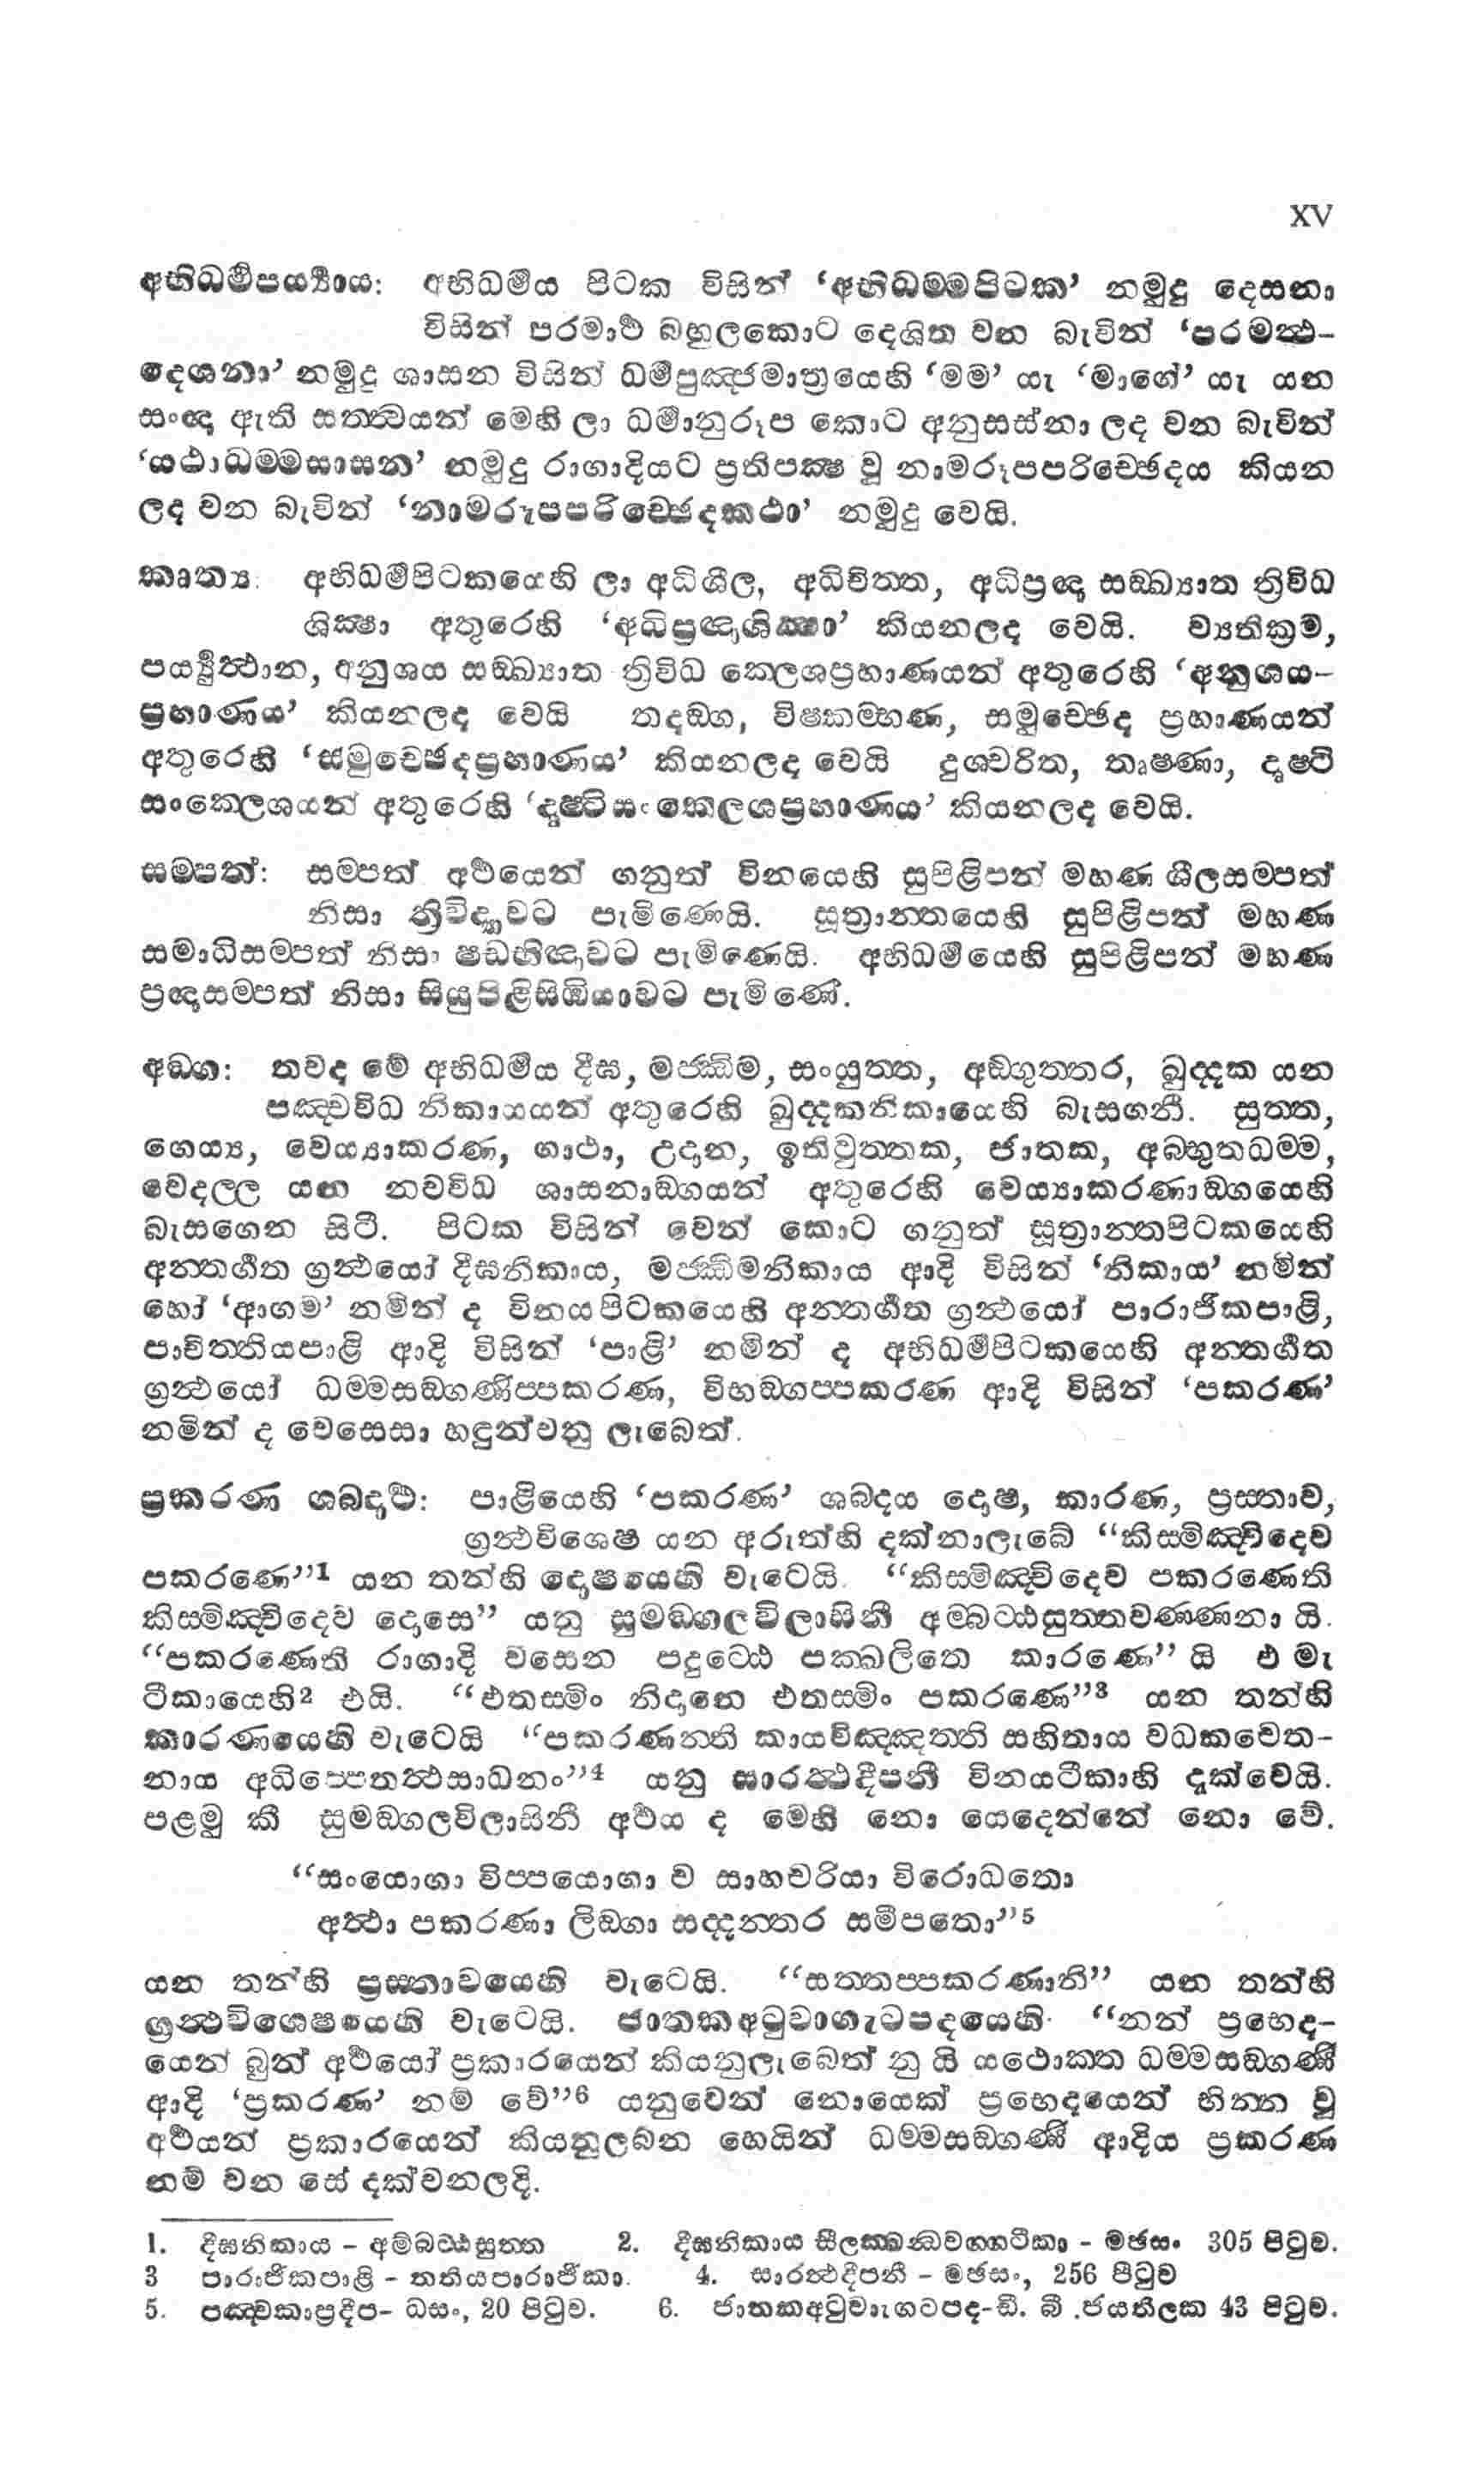 XV
අභිධර්මපර්ය්‍යාය: අභිධර්මය පිටක විසින් ‘අභිධම්මපිටක’ නමුදු දෙසනා
විසින් පරමාර්ථ බහුලකොට දෙශිත වන බැවින් ‘පරමත්ථ-
දෙශනා’ නමුදු ශාසන විසින් ධර්මපුඤ්ජමාත්‍රයෙහි ‘මම’ යැ ‘මාගේ’ යැ යන
සංඥා ඇති සත්ත්වයන් මෙහි ලා ධර්මානුරූප කොට අනුසස්නා ලද වන බැවින්
‘යථාධම්මසාසන’ නමුදු රාගාදියට ප්‍රතිපක්ෂ වූ නාමරූපපරිච්ඡේදය කියන
ලද වන බැවින් ‘නාමරූපපරිච්ඡේදකථා’ නමුදු වෙයි.
කෘත්‍ය: අභිධර්මපිටකයෙහි ලා අධිශීල, අධිචිත්ත, අධිප්‍රඥා සඞ්ඛ්‍යාත ත්‍රිවිධ
ශික්ෂා අතුරෙහි ‘අධිප්‍රඥාශික්ෂා’ කියනලද වෙයි. ව්‍යතික්‍රම,
පර්ය්‍යුත්ථාන, අනුශය සඞ්ඛ්‍යාත ත්‍රිවිධ ක්ලෙශප්‍රහාණයන් අතුරෙහි ‘අනුශය-
ප්‍රහාණය’ කියනලද වෙයි තදඞ්ග, විෂ්කම්භණ, සමුච්ඡේද ප්‍රහාණයන්
අතුරෙහි ‘සමුච්ඡේදප්‍රහාණය’ කියනලද වෙයි දුශ්චරිත, තෘෂ්ණා, දෘෂ්ටි
සංක්ලෙශයන් අතුරෙහි ‘දෘෂ්ටිසංක්ලෙශප්‍රහාණය’ කියනලද වෙයි.
සම්පත්: සම්පත් අර්ථයෙන් ගනුත් විනයෙහි සුපිළිපන් මහණ ශීලසම්පත්
නිසා ත්‍රිවිද්‍යාවට පැමිණෙයි. සූත්‍රාන්තයෙහි සුපිළිපන් මහණ
සමාධිසම්පත් නිසා ෂඩභිඥාවට පැමිණෙයි. අභිධර්මයෙහි සුපිළිපන් මහණ
ප්‍රඥාසම්පත් නිසා සියුපිළිසිඹියාවට පැමිණේ.
අඞ්ග: තවද මේ අභිධර්මය දීඝ, මජ්ඣිම, සංයුත්ත, අඞ්ගුත්තර, ඛුද්දක යන
පඤ්චවිධ නිකායයන් අතුරෙහි ඛුද්දකනිකායෙහි බැසගනී. සුත්ත,
ගෙය්‍ය, වෙය්‍යාකරණ, ගාථා, උදාන, ඉතිවුත්තක, ජාතක, අබ්භුතධම්ම,
වේදල්ල යන නවවිධ ශාසනාඞ්ගයන් අතුරෙහි වෙය්‍යාකරණාඞ්ගයෙහි
බැසගෙන සිටී. පිටක විසින් වෙන් කොට ගනුත් සූත්‍රාන්තපිටකයෙහි
අන්තර්ගත ග්‍රන්ථයෝ දීඝනිකාය, මජ්ඣිමනිකාය ආදි විසින් ‘නිකාය’ නමින්
හෝ ‘ආගම’ නමින් ද විනයපිටකයෙහි අන්තර්ගත ග්‍රන්ථයෝ පාරාජිකපාළි,
පාචිත්තියපාළි ආදි විසින් ‘පාළි’ නමින් ද අභිධර්මපිටකයෙහි අන්තර්ගත
ග්‍රන්ථයෝ ධම්මසඞ්ගණිප්පකරණ, විභඞ්ගප්පකරණ ආදි විසින් ‘පකරණ’
නමින් ද වෙසෙසා හඳුන්වනු ලැබෙත්.
ප්‍රකරණ ශබ්දාර්ථ: පාළියෙහි ‘පකරණ’ ශබ්දය දොෂ, කාරණ, ප්‍රස්තාව,
ග්‍රන්ථවිශෙෂ යන අරුත්හි දක්නාලැබේ “කිස්මිඤ්චිදෙව
පකරණෙ”1 යන තන්හි දොෂයෙහි වැටෙයි. “කිස්මිඤ්චිදෙව පකරණෙති
කිස්මිඤ්චිදෙව දොසෙ” යනු සුමඞ්ගලවිලාසිනී අම්බට්ඨසුත්තවණ්ණනා යි.
“පකරණෙති රාගාදි වසෙන පදුට්ඨෙ පක්ඛලිතෙ කාරණෙ” යි එ මැ
ටීකායෙහි2 එයි. “එතස්මිං නිදානෙ එතස්මිං පකරණෙ”3 යන තන්හි
කාරණයෙහි වැටෙයි “පකරණන්ති කායවිඤ්ඤත්ති සහිතාය වධකචෙත-
නාය අධිප්පෙතත්ථසාධනං”4 යනු සාරත්ථදීපනී විනයටීකාහි දැක්වෙයි.
පළමු කී සුමඞ්ගලවිලාසිනී අර්ථය ද මෙහි නො යෙදෙන්නේ නො වේ.
“සංයොගා විප්පයොගා ච සාහචරියා විරොධතො
අත්ථා පකරණා ලිඞ්ගා සද්දන්තර සමීපතො”5
යන තන්හි ප්‍රස්තාවයෙහි වැටෙයි. “සත්තප්පකරණානි” යන තන්හි
ග්‍රන්ථවිශෙෂයෙහි වැටෙයි. ජාතකඅටුවාගැටපදයෙහි “නන් ප්‍රභෙද-
යෙන් බුන් අර්ථයෝ ප්‍රකාරයෙන් කියනුලැබෙත් නු යි යථොක්ත ධම්මසඞ්ගණී
ආදි ‘ප්‍රකරණ’ නම් වේ”6 යනුවෙන් නොයෙක් ප්‍රභෙදයෙන් භින්න වූ
අර්ථයන් ප්‍රකාරයෙන් කියනුලබන හෙයින් ධම්මසඞ්ගණී ආදිය ප්‍රකරණ
නම් වන සේ දක්වනලදි.
1. දීඝනිකාය - අම්බට්ඨසුත්ත 2. දීඝනිකාය සීලක්ඛන්ධවග්ගටීකා - මඡසං 305 පිටුව.
3 පාරාජිකපාළි - තතියපාරාජිකා. 4. සාරත්ථදීපනී - මඡසං, 256 පිටුව
5. පඤ්චිකාප්‍රදීප- ධසං, 20 පිටුව. 6. ජාතකඅටුවාගැටපද-ඩී. බී .ජයතිලක 43 පිටුව.